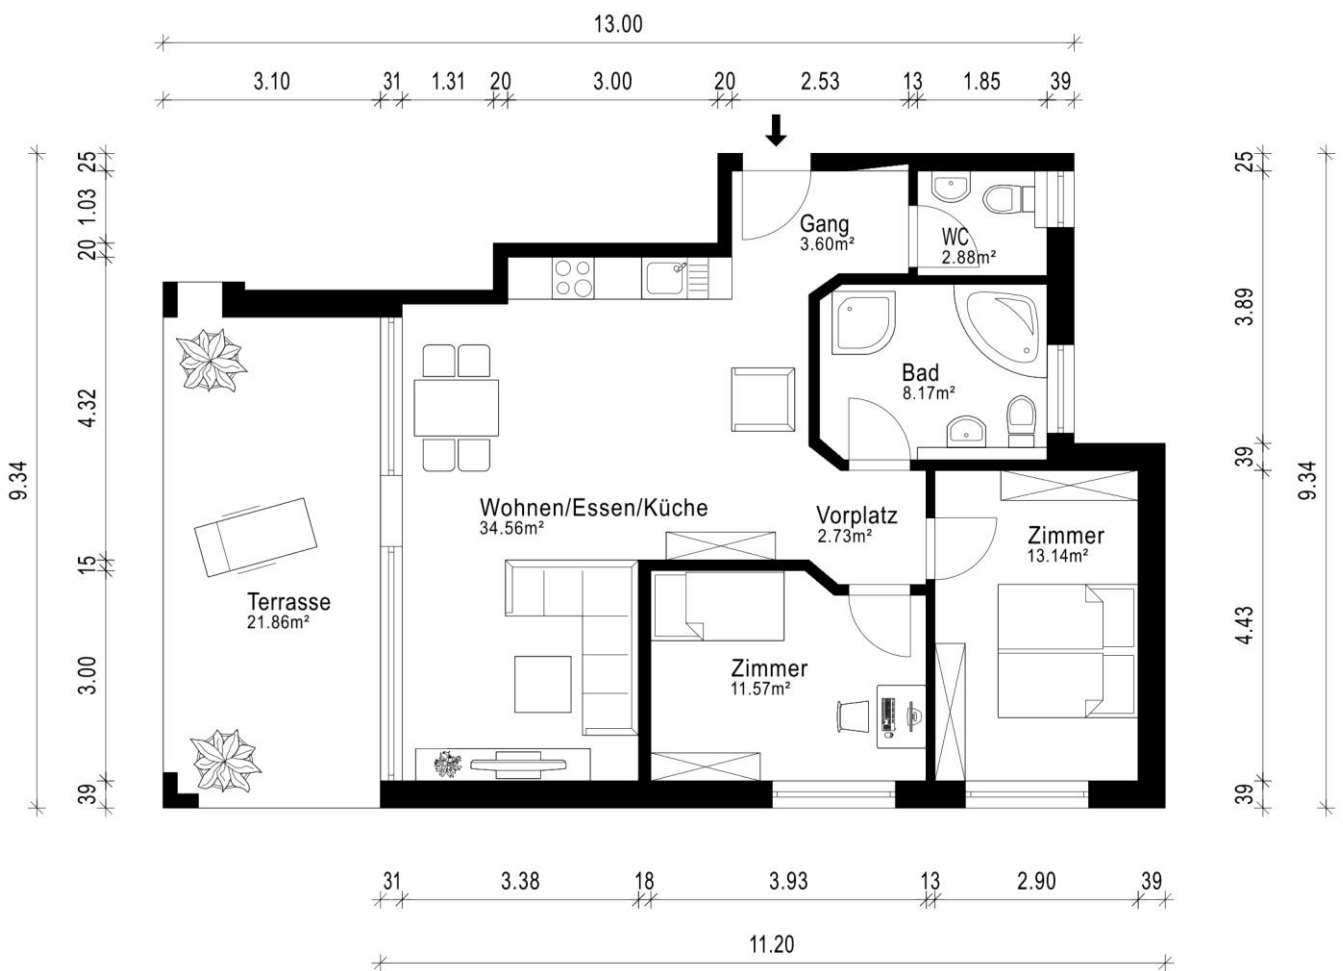 13.00
3.10 31 1.31 20 3.00 20 2.53 13 1.85 39
25
1.03
20
4.32
15
3.00
39
9.34
25
3.89
39
4.43
39
9.34
Gang
3.60m²
WC
2.88m²
Bad
8.17m²
Wohnen/Essen/Küche
34.56m²
Vorplatz
2.73m²
Zimmer
13.14m²
Terrasse
21.86m²
Zimmer
11.57m²
31 3.38 18 3.93 13 2.90 39
11.20